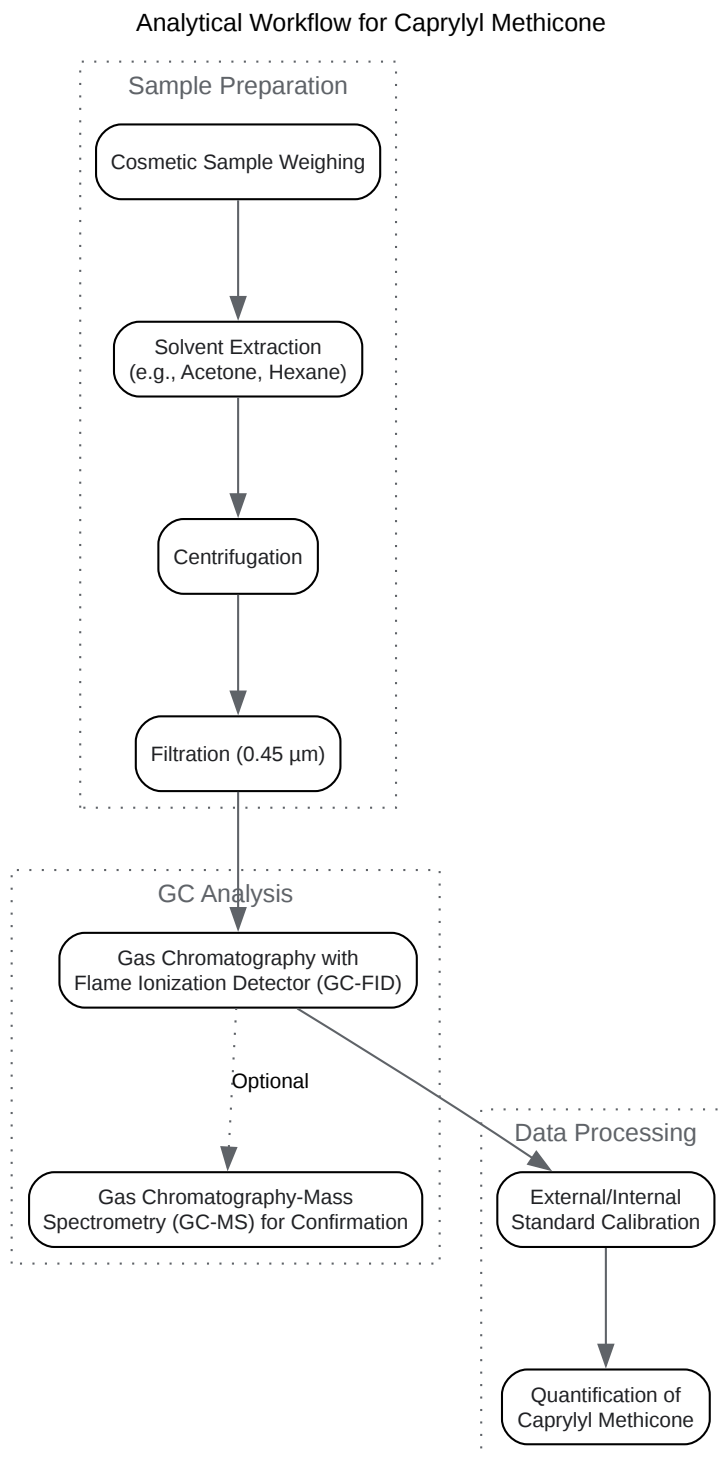 Analytical Workflow for Caprylyl Methicone
Sample Preparation
Cosmetic Sample Weighing
Solvent Extraction
(e.g., Acetone, Hexane)
Centrifugation
Filtration (0.45 µm)
GC Analysis
Gas Chromatography with
Flame Ionization Detector (GC-FID)
Optional
Gas Chromatography-Mass
Spectrometry (GC-MS) for Confirmation
Data Processing
External/Internal
Standard Calibration
Quantification of
Caprylyl Methicone